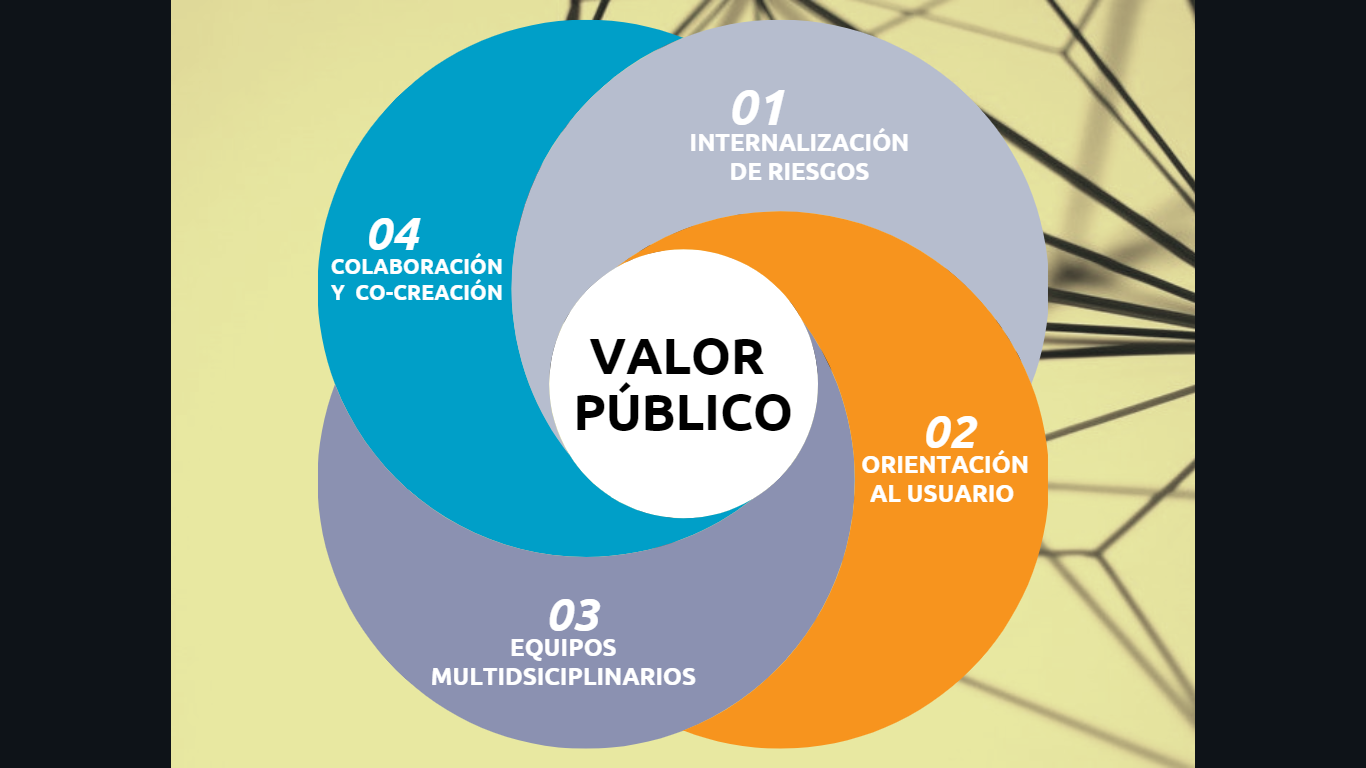 01
INTERNALIZACIÓN
DE RIESGOS
04
COLABORACIÓN
Y CO-CREACIÓN
VALOR
PÚBLICO
02
ORIENTACIÓN
AL USUARIO
03
EQUIPOS
MULTIDSICIPLINARIOS